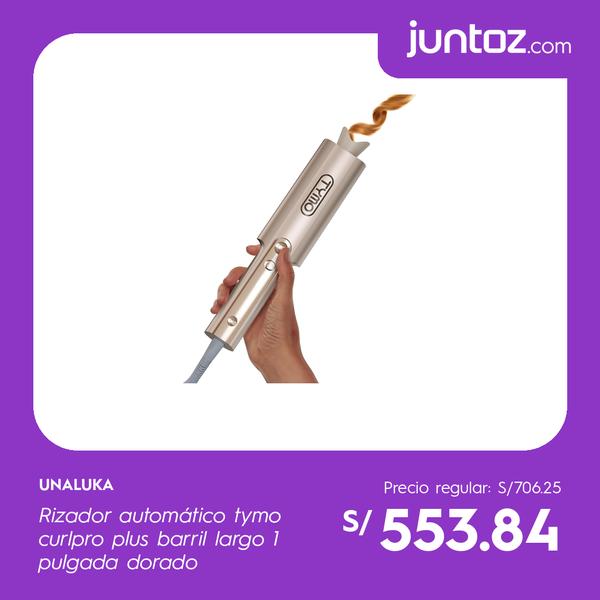 juntoz.com
TYMO
UNALUKA
Rizador automático tymo
curlpro plus barril largo 1
pulgada dorado
Precio regular: S/706.25
S/ 553.84